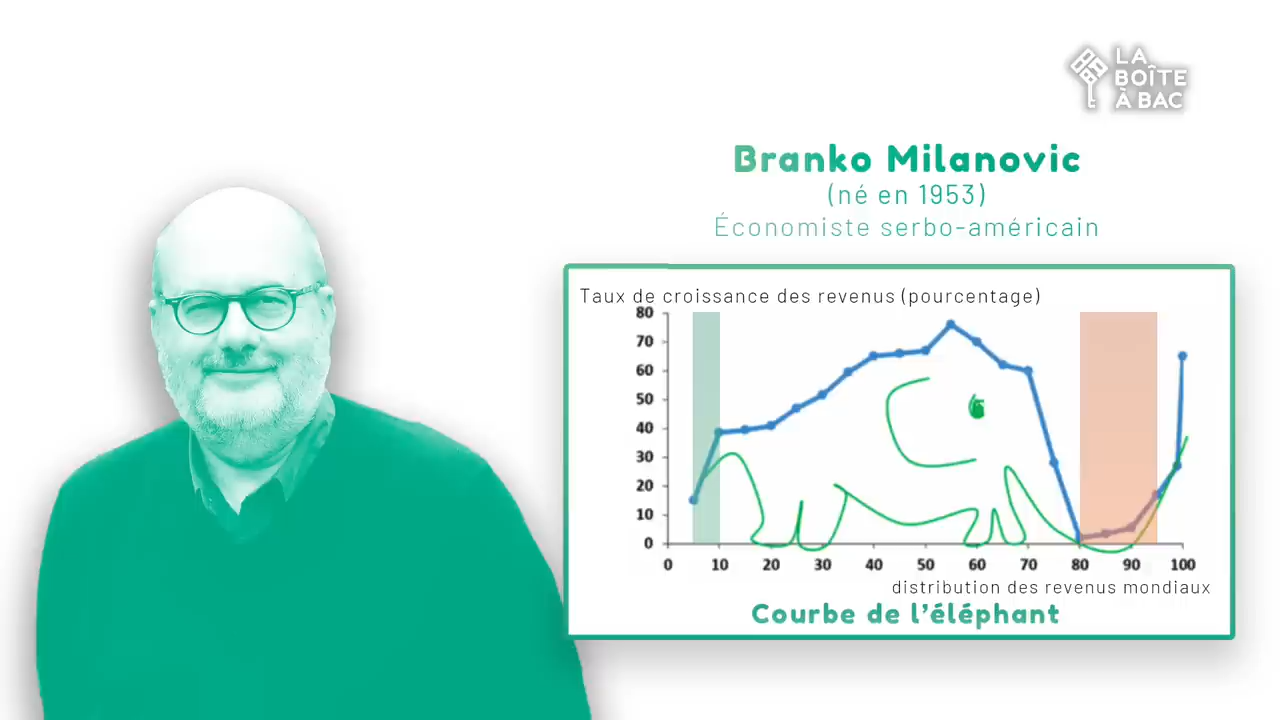 LA
BOÎTE
À BAC
Branko Milanovic
(né en 1953)
Économiste serbo-américain
Taux de croissance des revenus (pourcentage)
80
70
60
50
40
30
20
10
0
0 10 20 30 40 50 60 70 80 90 100
distribution des revenus mondiaux
Courbe de l'éléphant